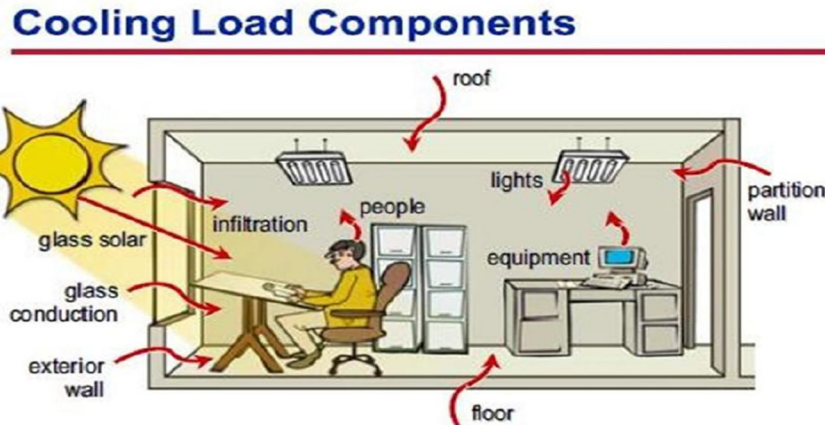 Cooling Load Components
roof
lights
partition
wall
people
infiltration
glass solar
equipment
glass
conduction
exterior
wall
floor